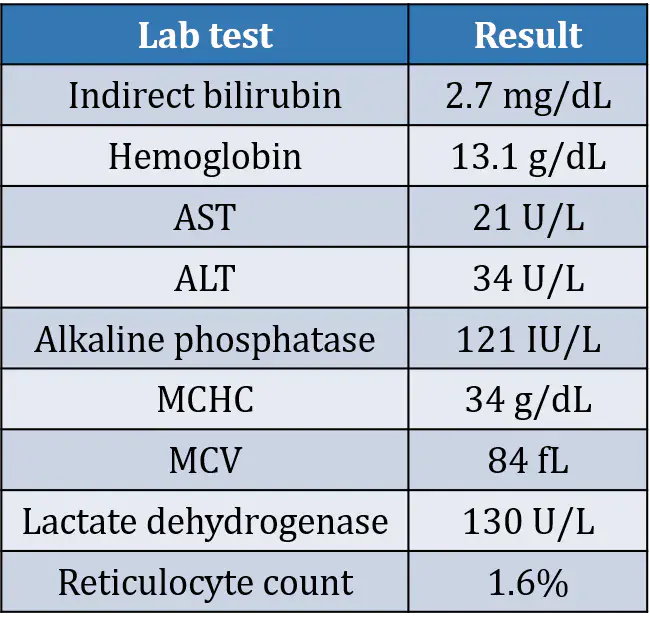 Lab test Result
Indirect bilirubin 2.7 mg/dL
Hemoglobin 13.1 g/dL
AST 21 U/L
ALT 34 U/L
Alkaline phosphatase 121 IU/L
MCHC 34 g/dL
MCV 84 fL
Lactate dehydrogenase 130 U/L
Reticulocyte count 1.6%